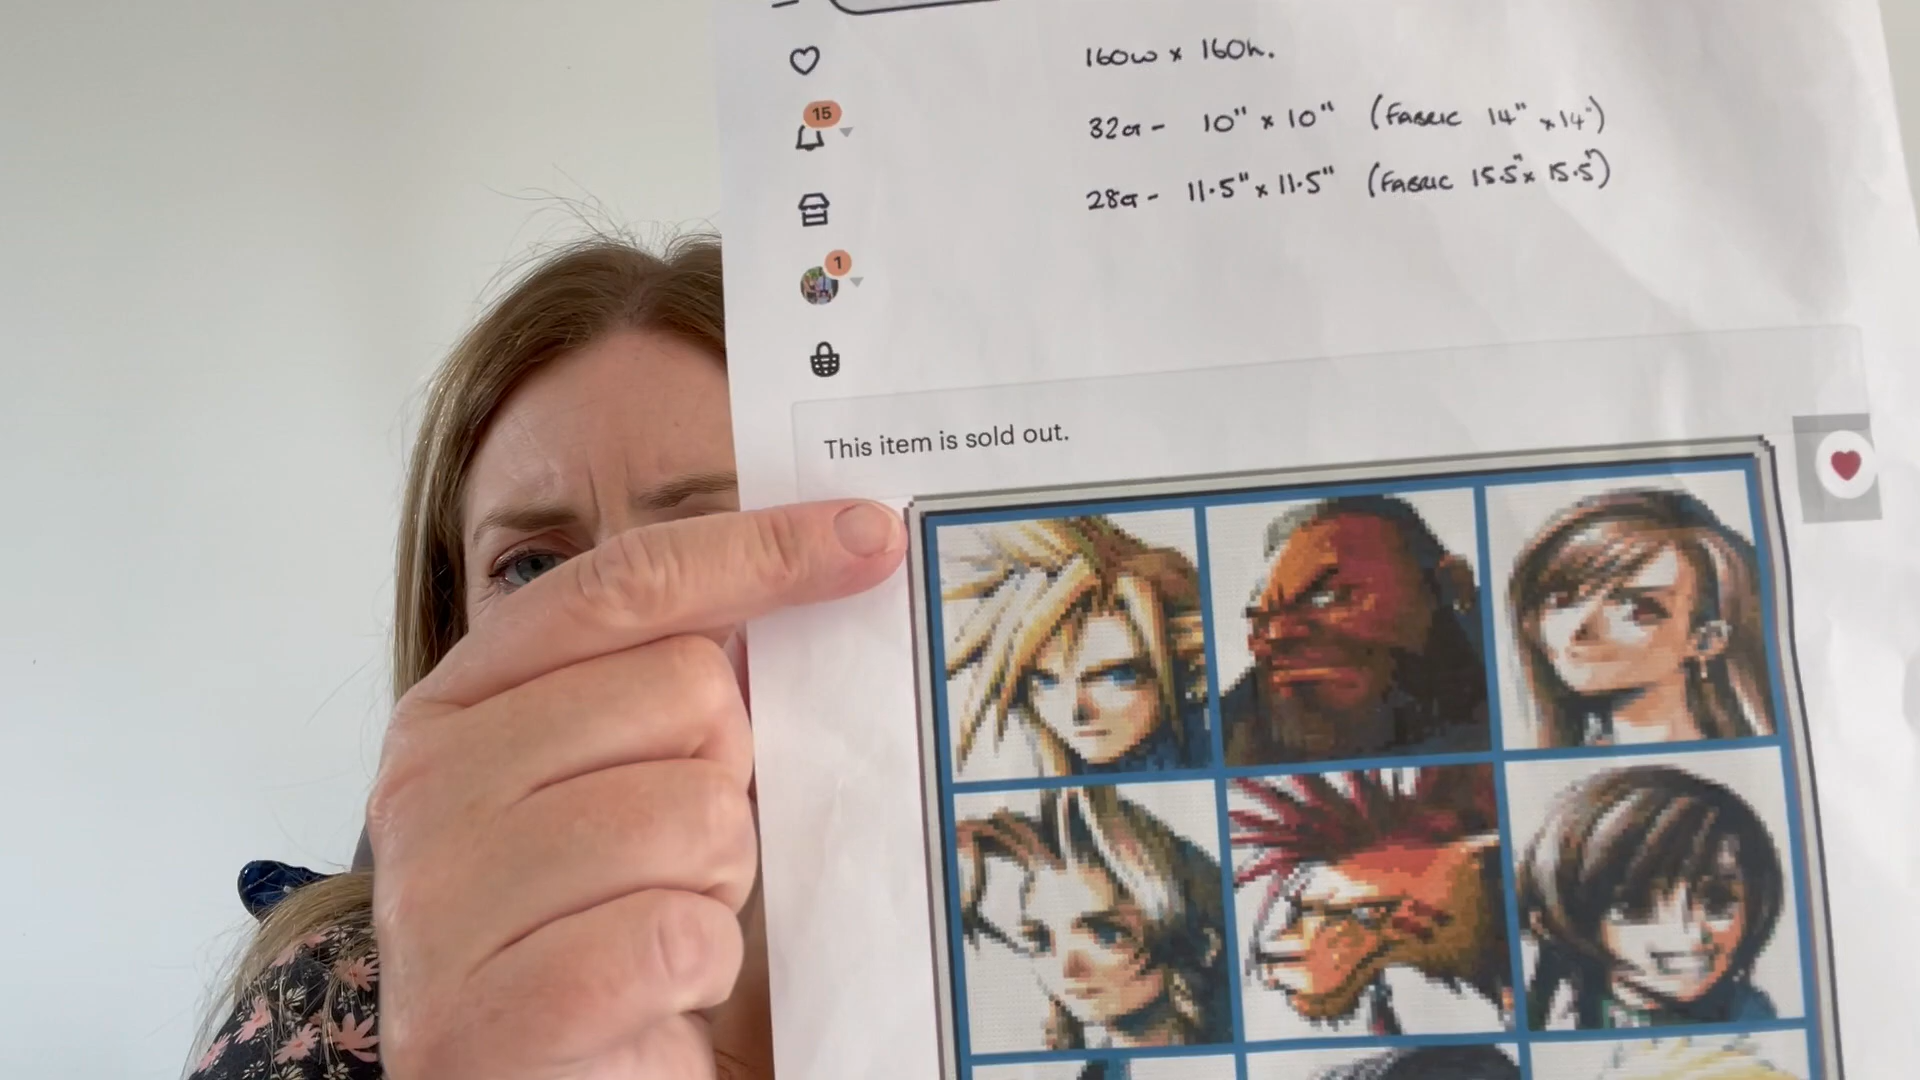 160w x 160h.
15
32ct - 10" x 10" (FABRIC 14" x 14")
28ct - 11.5" x 11.5" (FABRIC 15.5" x 15.5")
1
This item is sold out.